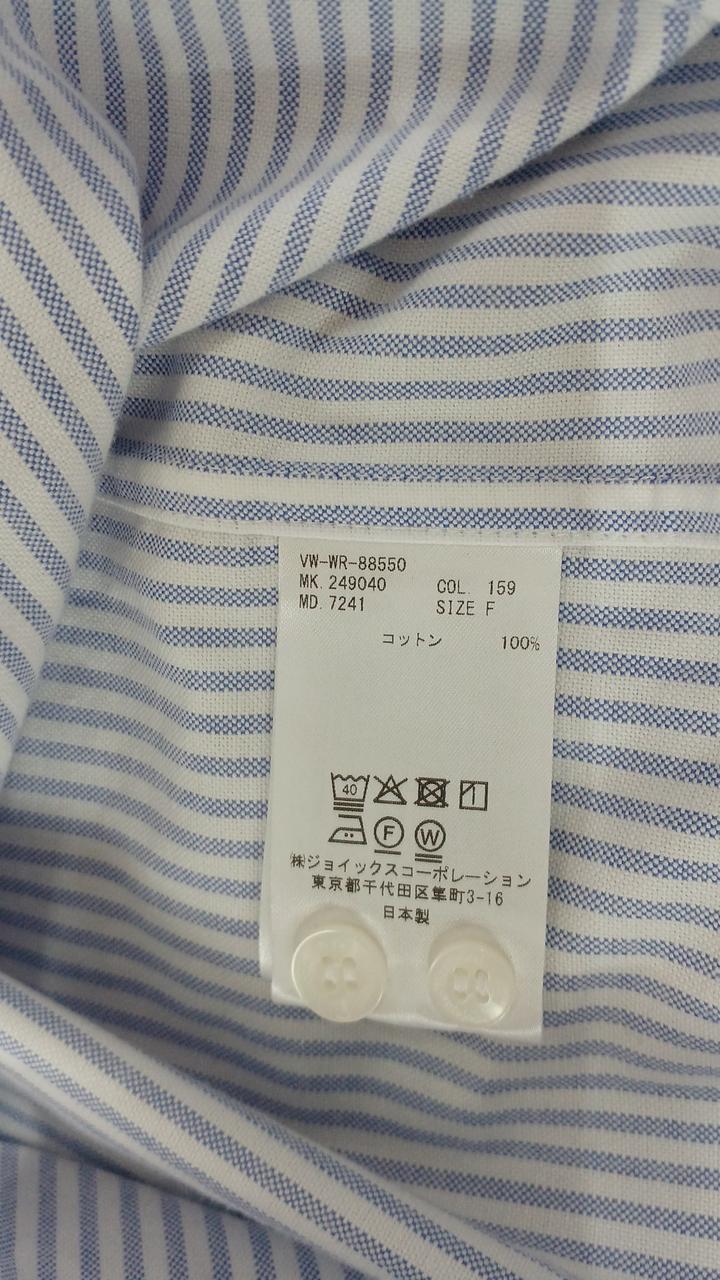 VW-WR-88550
MK. 249040 COL. 159
MD. 7241 SIZE F
コットン 100%
40
F W
㈱ジョイックスコーポレーション
東京都千代田区隼町3-16
日本製